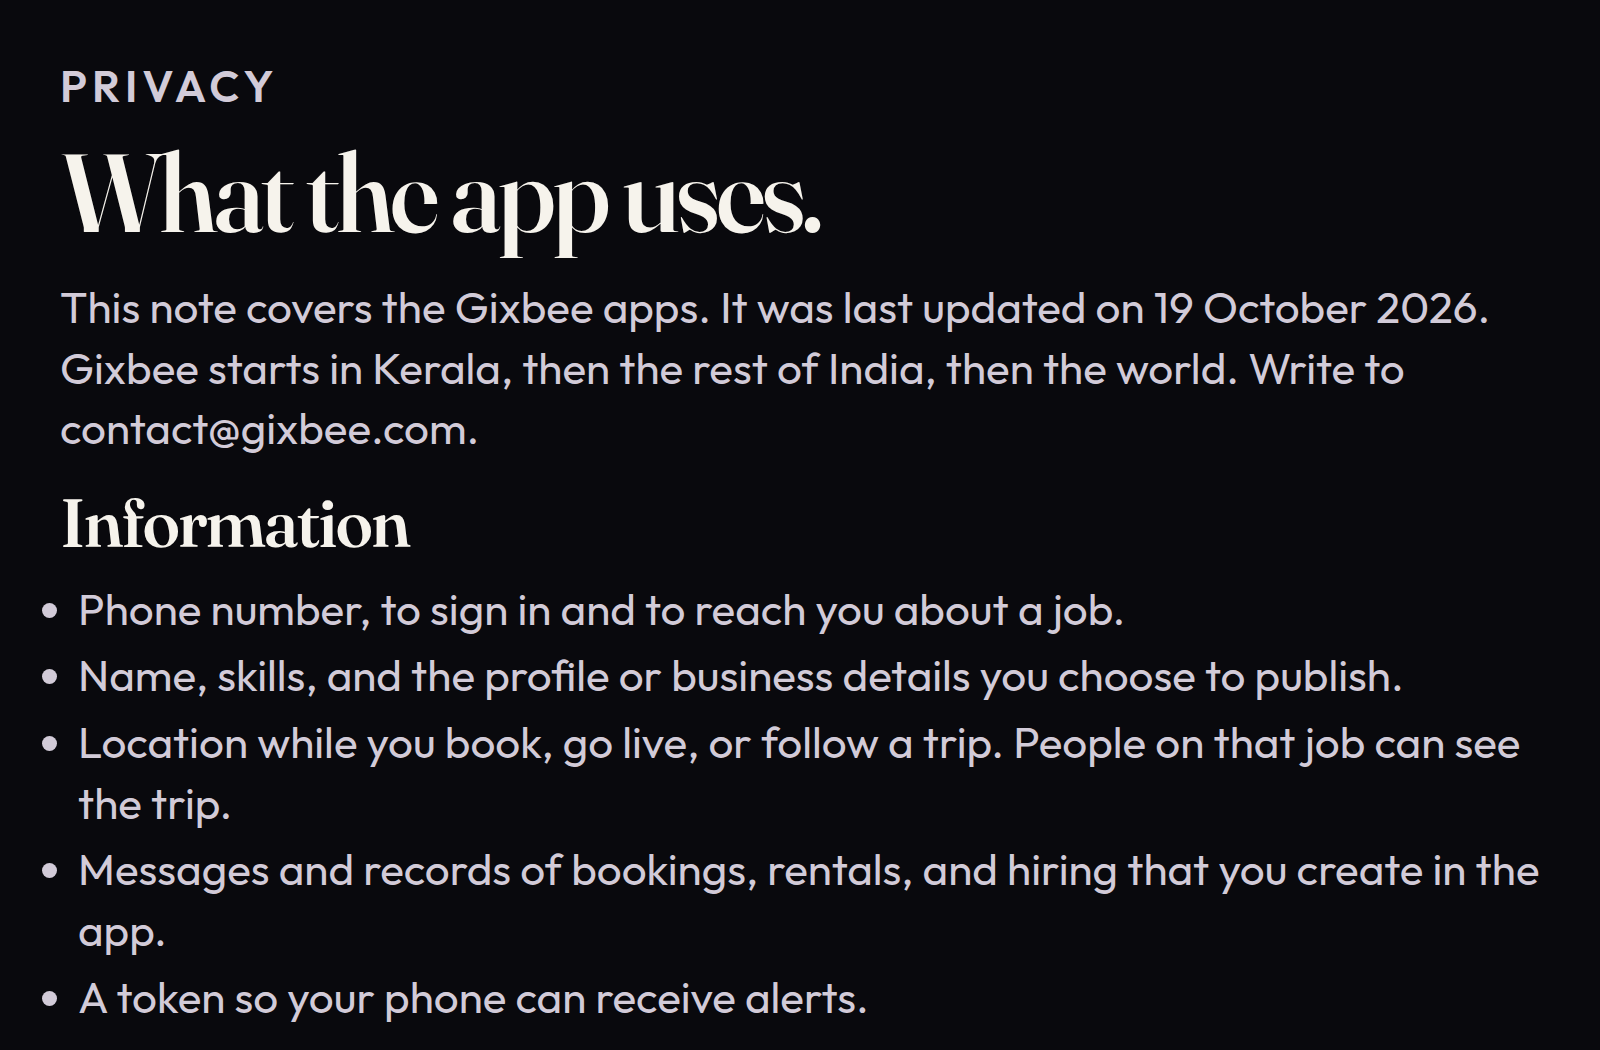 PRIVACY
What the app uses.
This note covers the Gixbee apps. It was last updated on 19 October 2026.
Gixbee starts in Kerala, then the rest of India, then the world. Write to
contact@gixbee.com.
Information
• Phone number, to sign in and to reach you about a job.
• Name, skills, and the profile or business details you choose to publish.
• Location while you book, go live, or follow a trip. People on that job can see
the trip.
• Messages and records of bookings, rentals, and hiring that you create in the
app.
• A token so your phone can receive alerts.